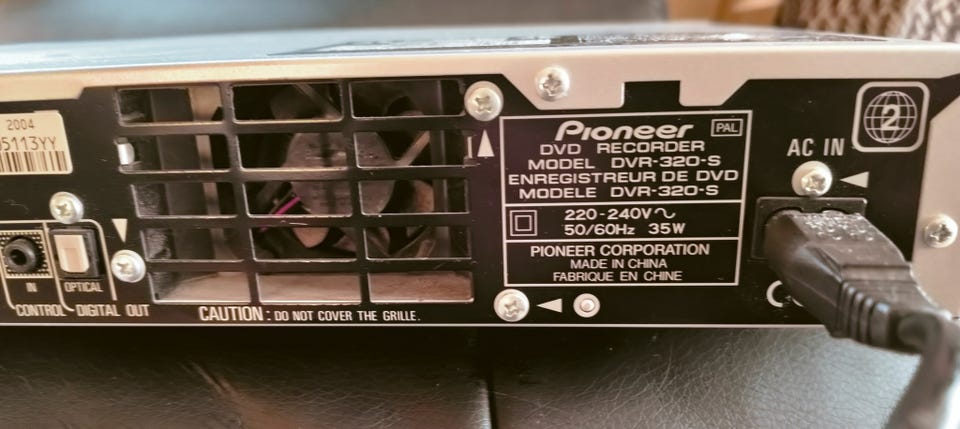 2004
5113YY
IN
CONTROL
OPTICAL
DIGITAL OUT
CAUTION : DO NOT COVER THE GRILLE.
Pioneer PAL
DVD RECORDER
MODEL DVR-320-S
ENREGISTREUR DE DVD
MODELE DVR-320-S
220-240V~
50/60Hz 35W
PIONEER CORPORATION
MADE IN CHINA
FABRIQUE EN CHINE
AC IN
2